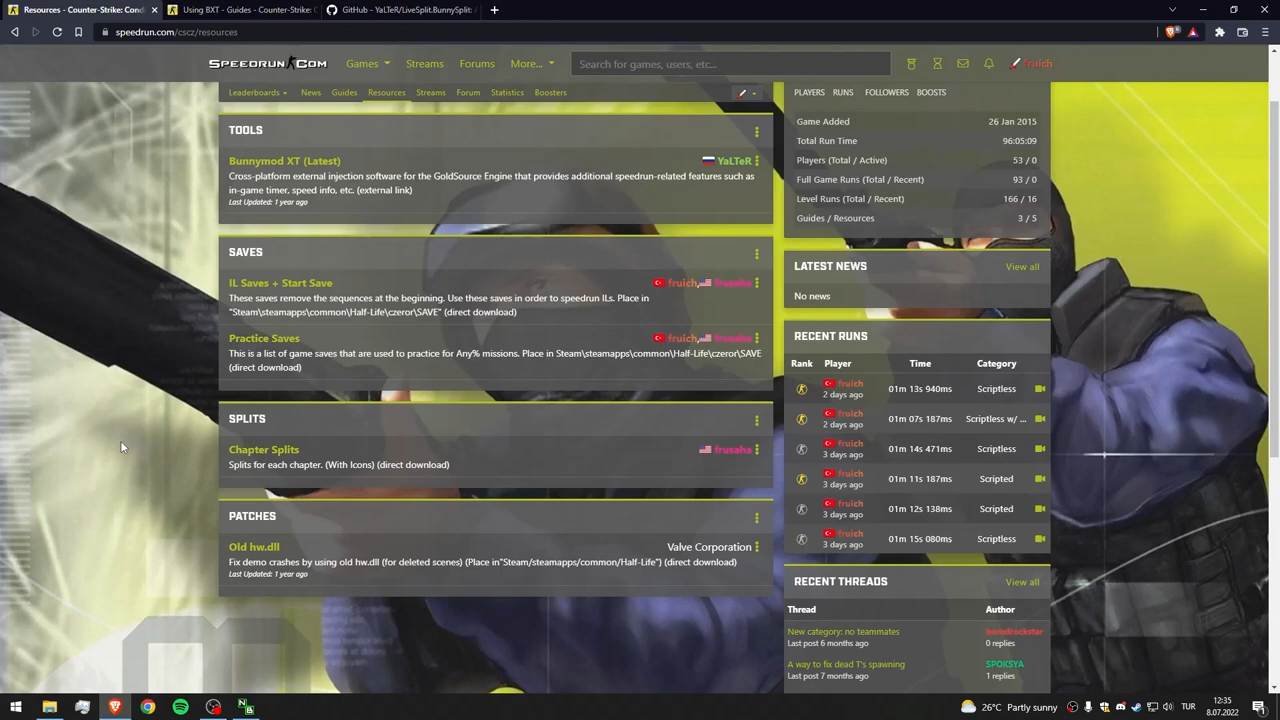 Resources - Counter-Strike: Cond
Using BXT - Guides - Counter-Strike: C
GitHub - YaLTeR/LiveSplit.BunnySplit:
speedrun.com/cscz/resources
SPEEDRUN.COM
Games
Streams
Forums
More...
Search for games, users, etc...
fruich
Leaderboards
News
Guides
Resources
Streams
Forum
Statistics
Boosters
TOOLS
Bunnymod XT (Latest)
YaLTeR
Cross-platform external injection software for the GoldSource Engine that provides additional speedrun-related features such as
in-game timer, speed info, etc. (external link)
Last Updated: 1 year ago
SAVES
IL Saves + Start Save
fruich, frusaha
These saves remove the sequences at the beginning. Use these saves in order to speedrun ILs. Place in
"Steam\steamapps\common\Half-Life\czeror\SAVE" (direct download)
Practice Saves
fruich, frusaha
This is a list of game saves that are used to practice for Any% missions. Place in Steam\steamapps\common\Half-Life\czeror\SAVE
(direct download)
SPLITS
Chapter Splits
frusaha
Splits for each chapter. (With Icons) (direct download)
PATCHES
Old hw.dll
Valve Corporation
Fix demo crashes by using old hw.dll (for deleted scenes) (Place in"Steam/steamapps/common/Half-Life") (direct download)
Last Updated: 1 year ago
PLAYERS RUNS FOLLOWERS BOOSTS
Game Added 26 Jan 2015
Total Run Time 96:05:09
Players (Total / Active) 53 / 0
Full Game Runs (Total / Recent) 93 / 0
Level Runs (Total / Recent) 166 / 16
Guides / Resources 3 / 5
LATEST NEWS View all
No news
RECENT RUNS
Rank Player Time Category
fruich 01m 13s 940ms Scriptless
2 days ago
fruich 01m 07s 187ms Scriptless w/ ...
2 days ago
fruich 01m 14s 471ms Scriptless
3 days ago
fruich 01m 11s 187ms Scripted
3 days ago
fruich 01m 12s 138ms Scripted
3 days ago
fruich 01m 15s 080ms Scriptless
3 days ago
RECENT THREADS View all
Thread Author
New category: no teammates boredrockstar
Last post 6 months ago 0 replies
A way to fix dead T's spawning SPOKSYA
Last post 7 months ago 1 replies
26°C Partly sunny
TUR
12:35
8.07.2022